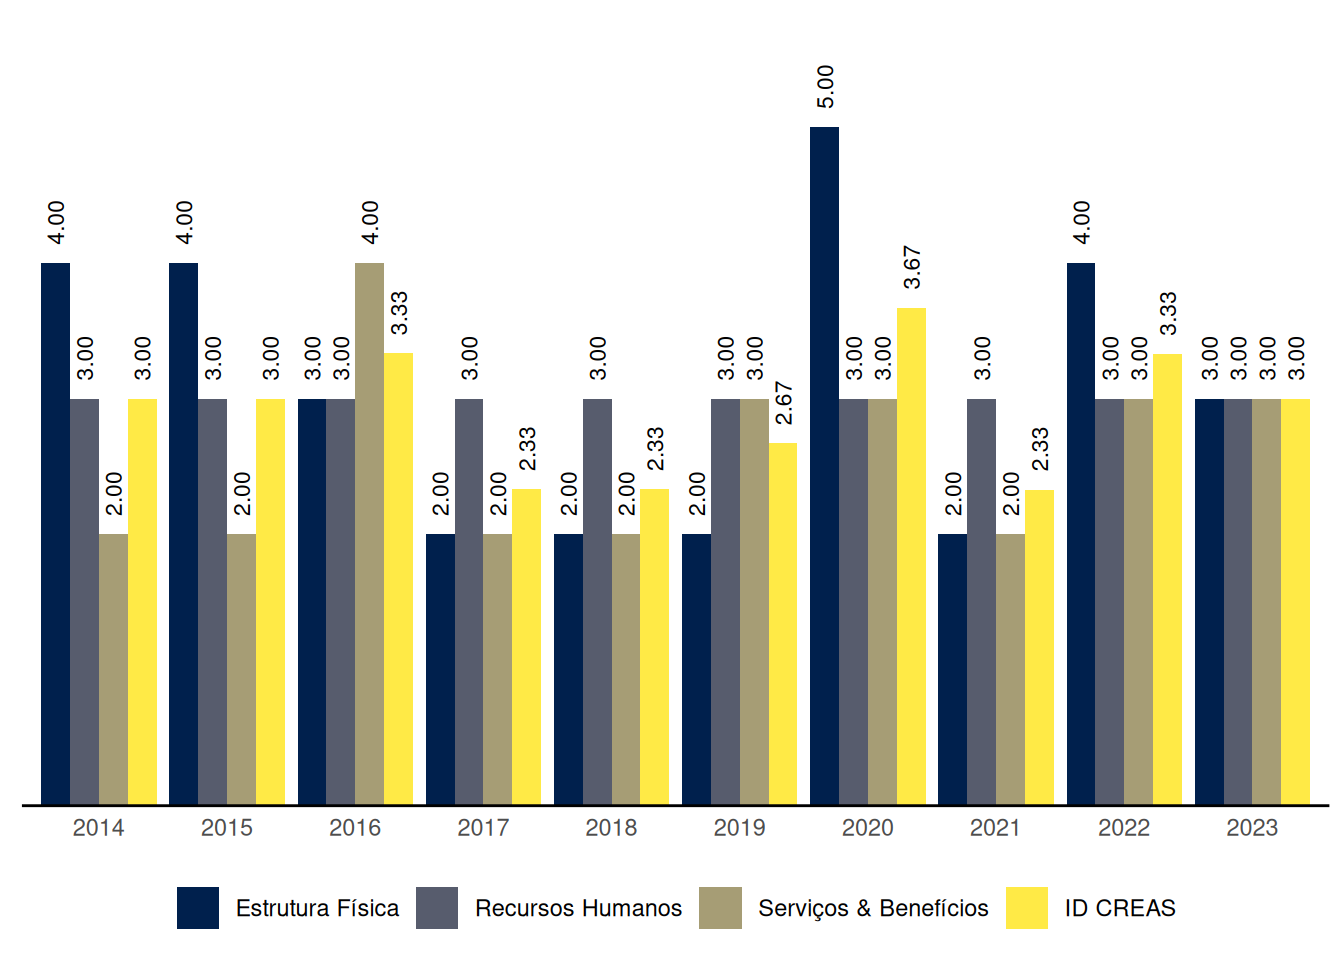 5.00
4.00 4.00 4.00 4.00
3.67
3.33 3.33
3.00 3.00 3.00 3.00 3.00 3.00 3.00 3.00 3.00 3.00 3.00 3.00 3.00 3.00 3.00 3.00 3.00 3.00 3.00
2.67
2.33 2.33 2.33
2.00 2.00 2.00 2.00 2.00 2.00 2.00 2.00 2.00
2014 2015 2016 2017 2018 2019 2020 2021 2022 2023
Estrutura Física Recursos Humanos Serviços & Benefícios ID CREAS